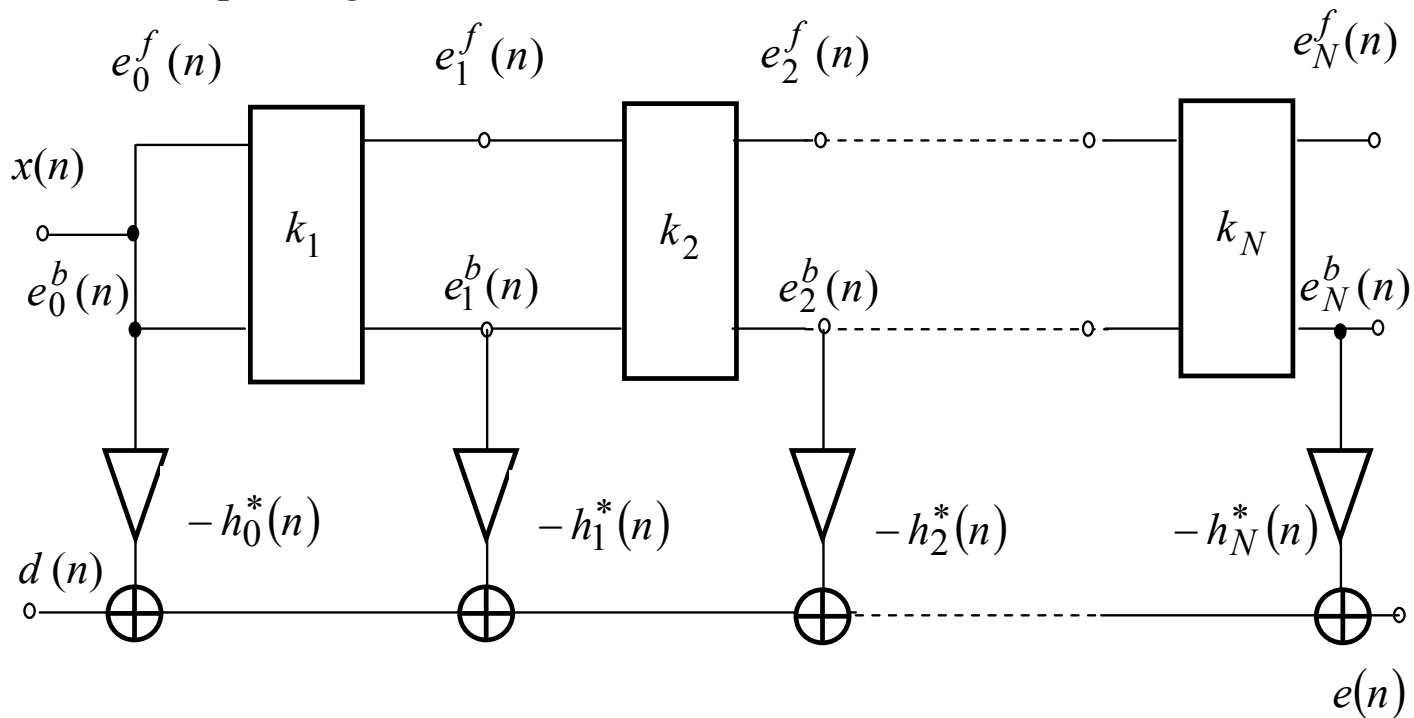 e_0^f(n) e_1^f(n) e_2^f(n) e_N^f(n)
x(n)
k_1 k_2 k_N
e_0^b(n) e_1^b(n) e_2^b(n) e_N^b(n)
-h_0^*(n) -h_1^*(n) -h_2^*(n) -h_N^*(n)
d(n)
e(n)